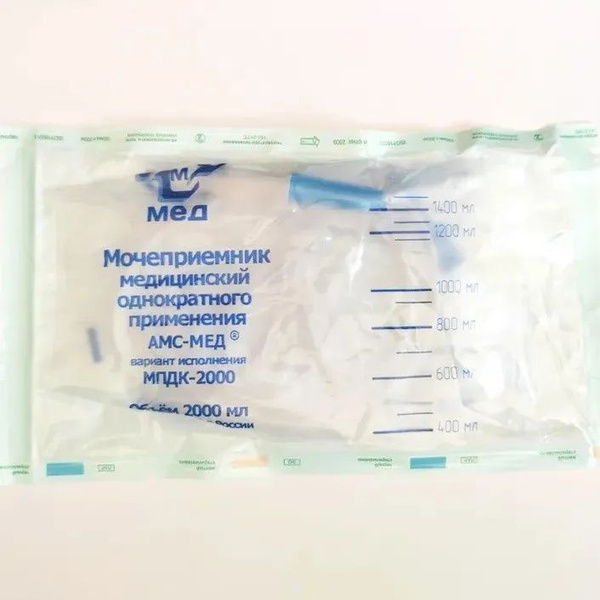 М
МЕД
Мочеприемник
медицинский
однократного
применения
АМС-МЕД®
вариант исполнения
МПДК-2000
Объём 2000 мл
России
1400 мл
1200 мл
1000 мл
800 мл
600 мл
400 мл